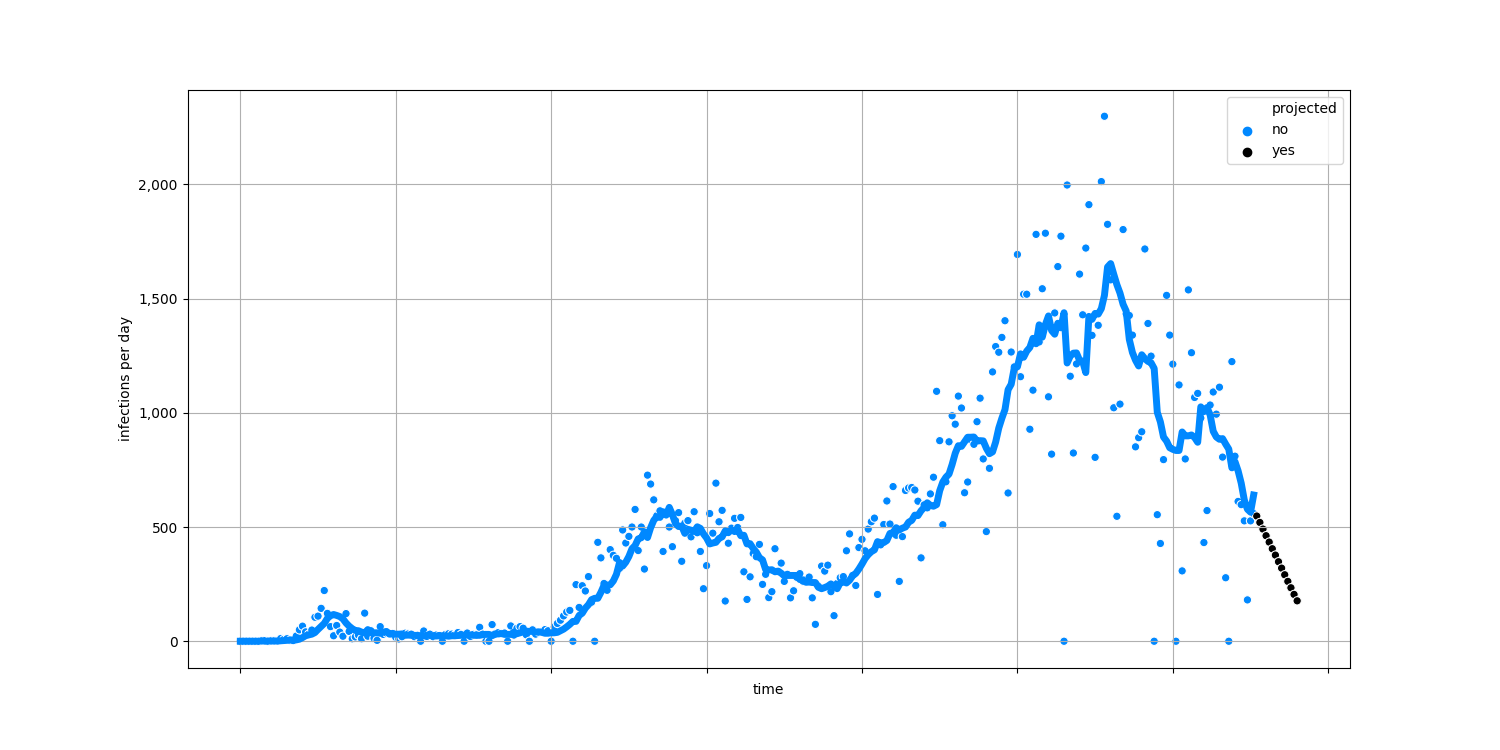 projected
no
yes
2,000
1,500
1,000
500
0
infections per day
time